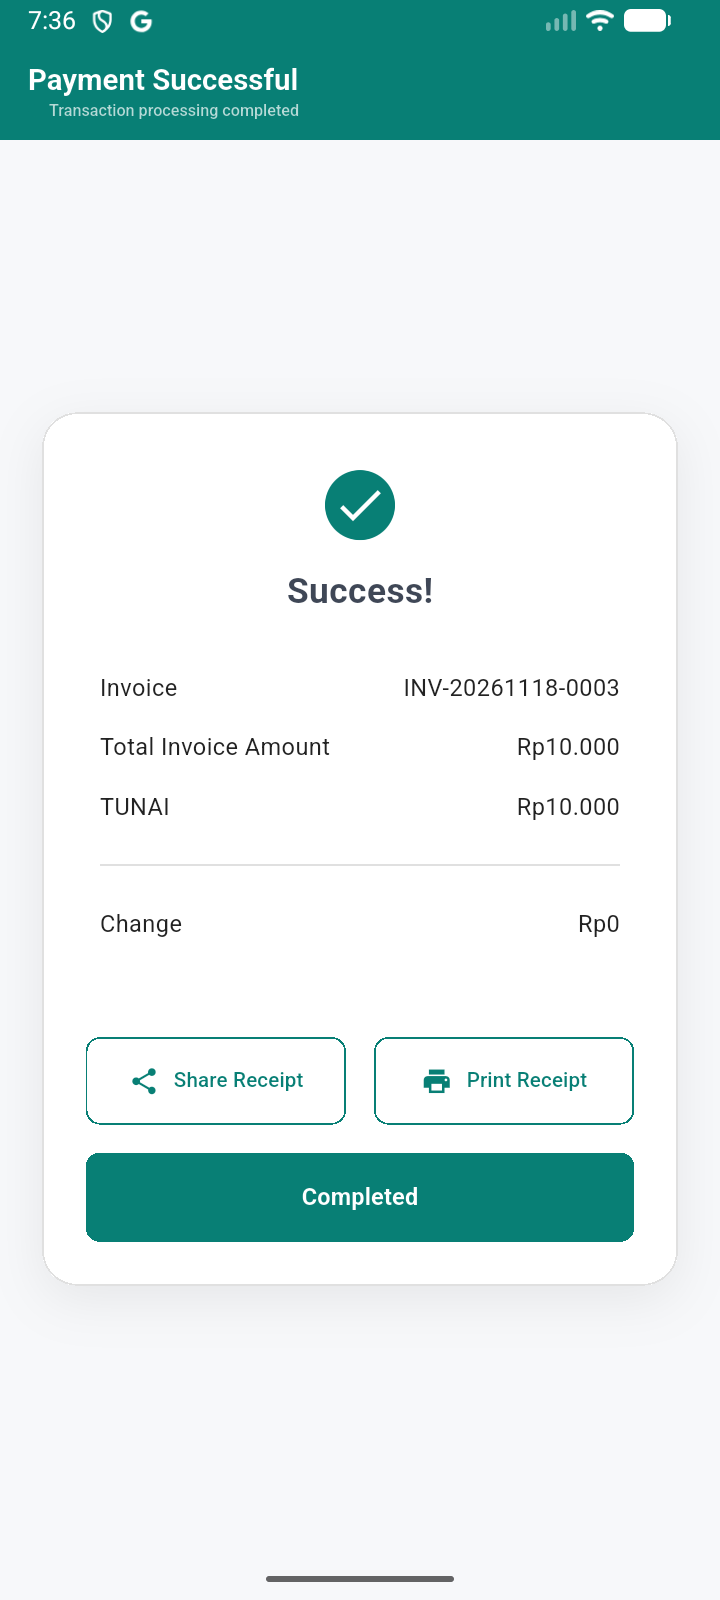 7:36
Payment Successful
Transaction processing completed
Success!
Invoice INV-20261118-0003
Total Invoice Amount Rp10.000
TUNAI Rp10.000
Change Rp0
Share Receipt Print Receipt
Completed